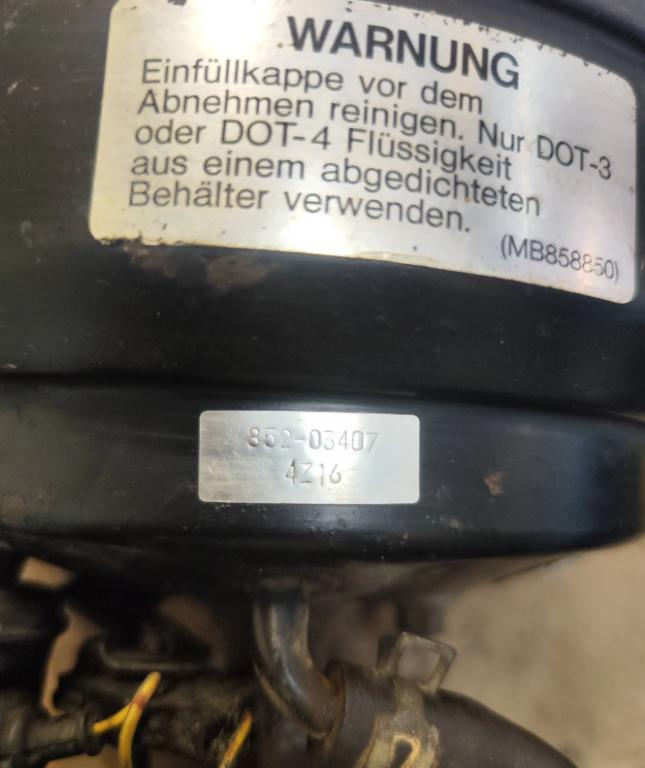 WARNUNG
Einfüllkappe vor dem
Abnehmen reinigen. Nur DOT-3
oder DOT-4 Flüssigkeit
aus einem abgedichteten
Behälter verwenden.
(MB858850)
852-03407
4Z16